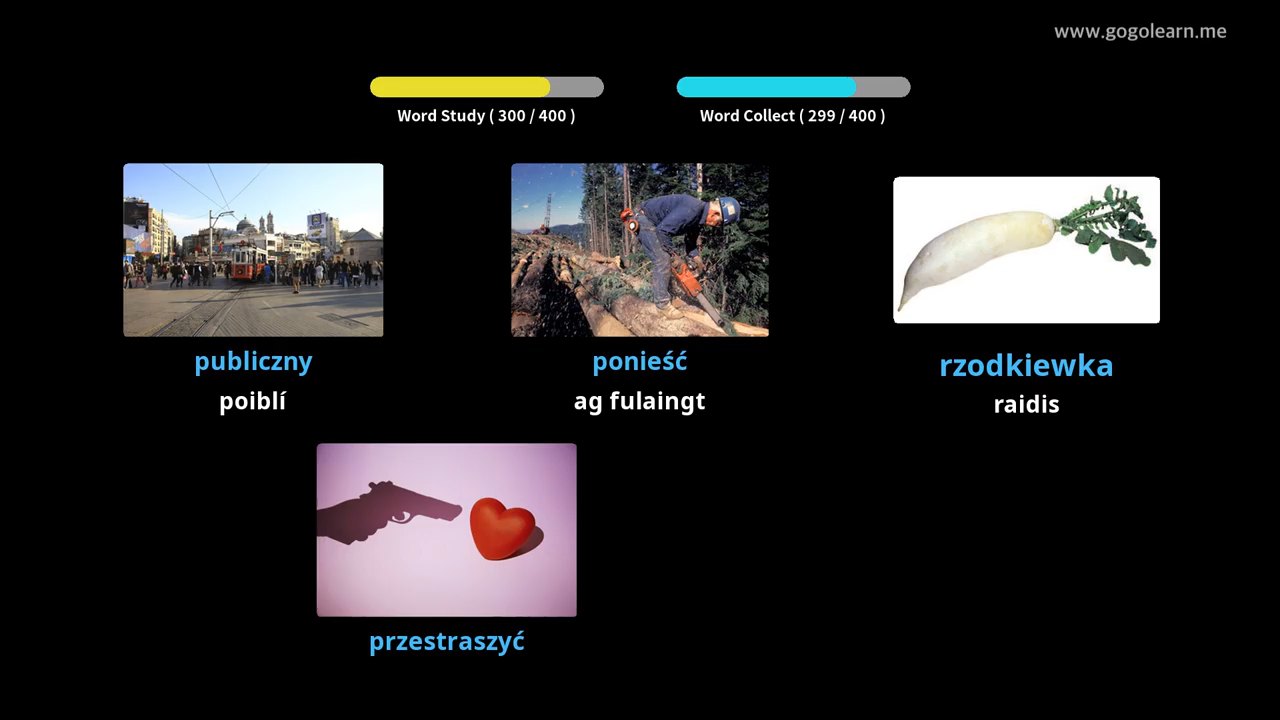 www.gogolearn.me
Word Study ( 300 / 400 )
Word Collect ( 299 / 400 )
publiczny
poiblí
ponieść
ag fulaingt
rzodkiewka
raidis
przestraszyć